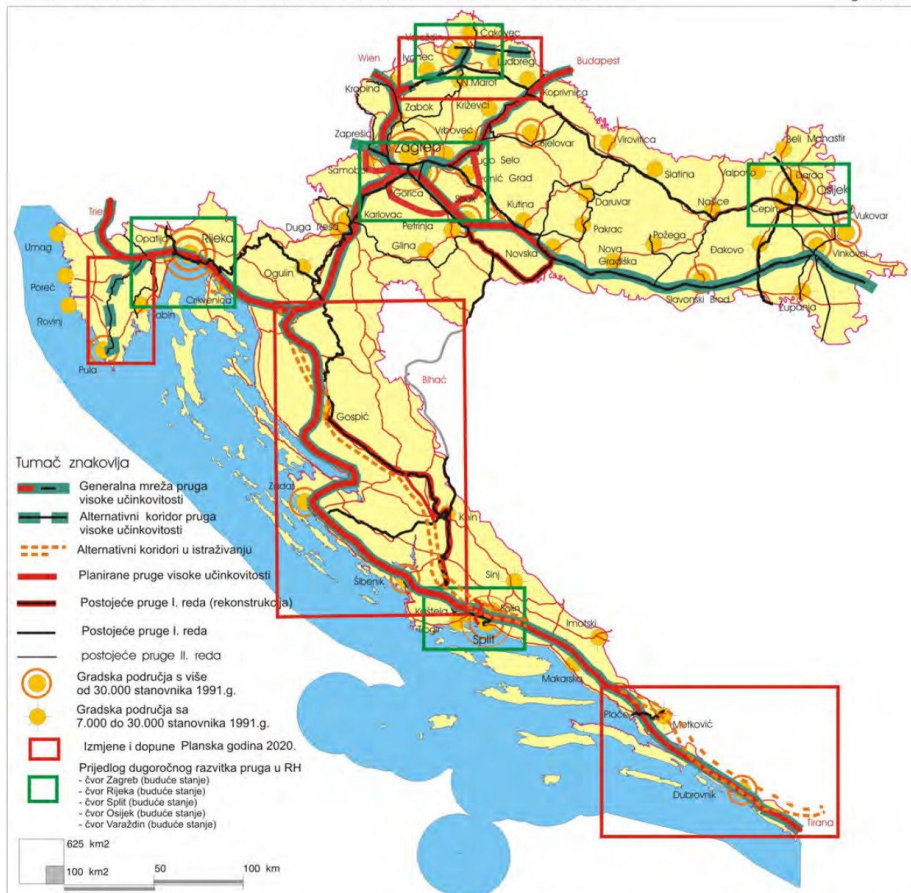 Čakovec
Ivanec
Ludbreg
Wien
Budapest
N.Marof
Krapina
Koprivnica
Zabok
Križevci
Zaprešić
Vrbovec
Bjelovar
Virovitica
Beli Manastir
Zagreb
Samobor
Slatina
Valpovo
Darda
Osijek
Gorica
Kutina
Daruvar
Našice
Čepin
Vukovar
Karlovac
Petrinja
Duga Resa
Glina
Pakrac
Požega
Đakovo
Vinkovci
Novska
Nova
Gradiška
Opatija
Rijeka
Umag
Ogulin
Slavonski Brod
Županja
Poreč
Crikvenica
Rovinj
Pula
Bihać
Gospić
Tumač znakovlja
Generalna mreža pruga
visoke učinkovitosti
Alternativni koridor pruga
visoke učinkovitosti
Alternativni koridori u istraživanju
Planirane pruge visoke učinkovitosti
Postojeće pruge I. reda (rekonstrukcija)
Postojeće pruge I. reda
postojeće pruge II. reda
Gradska područja s više
od 30.000 stanovnika 1991.g.
Gradska područja sa
7.000 do 30.000 stanovnika 1991.g.
Izmjene i dopune Planska godina 2020.
Prijedlog dugoročnog razvitka pruga u RH
- čvor Zagreb (buduće stanje)
- čvor Rijeka (buduće stanje)
- čvor Split (buduće stanje)
- čvor Osijek (buduće stanje)
- čvor Varaždin (buduće stanje)
Zadar
Knin
Šibenik
Sinj
Kaštela
Solin
Split
Imotski
Makarska
Ploče
Metković
Dubrovnik
Tirana
625 km2
100 km2
50
100 km